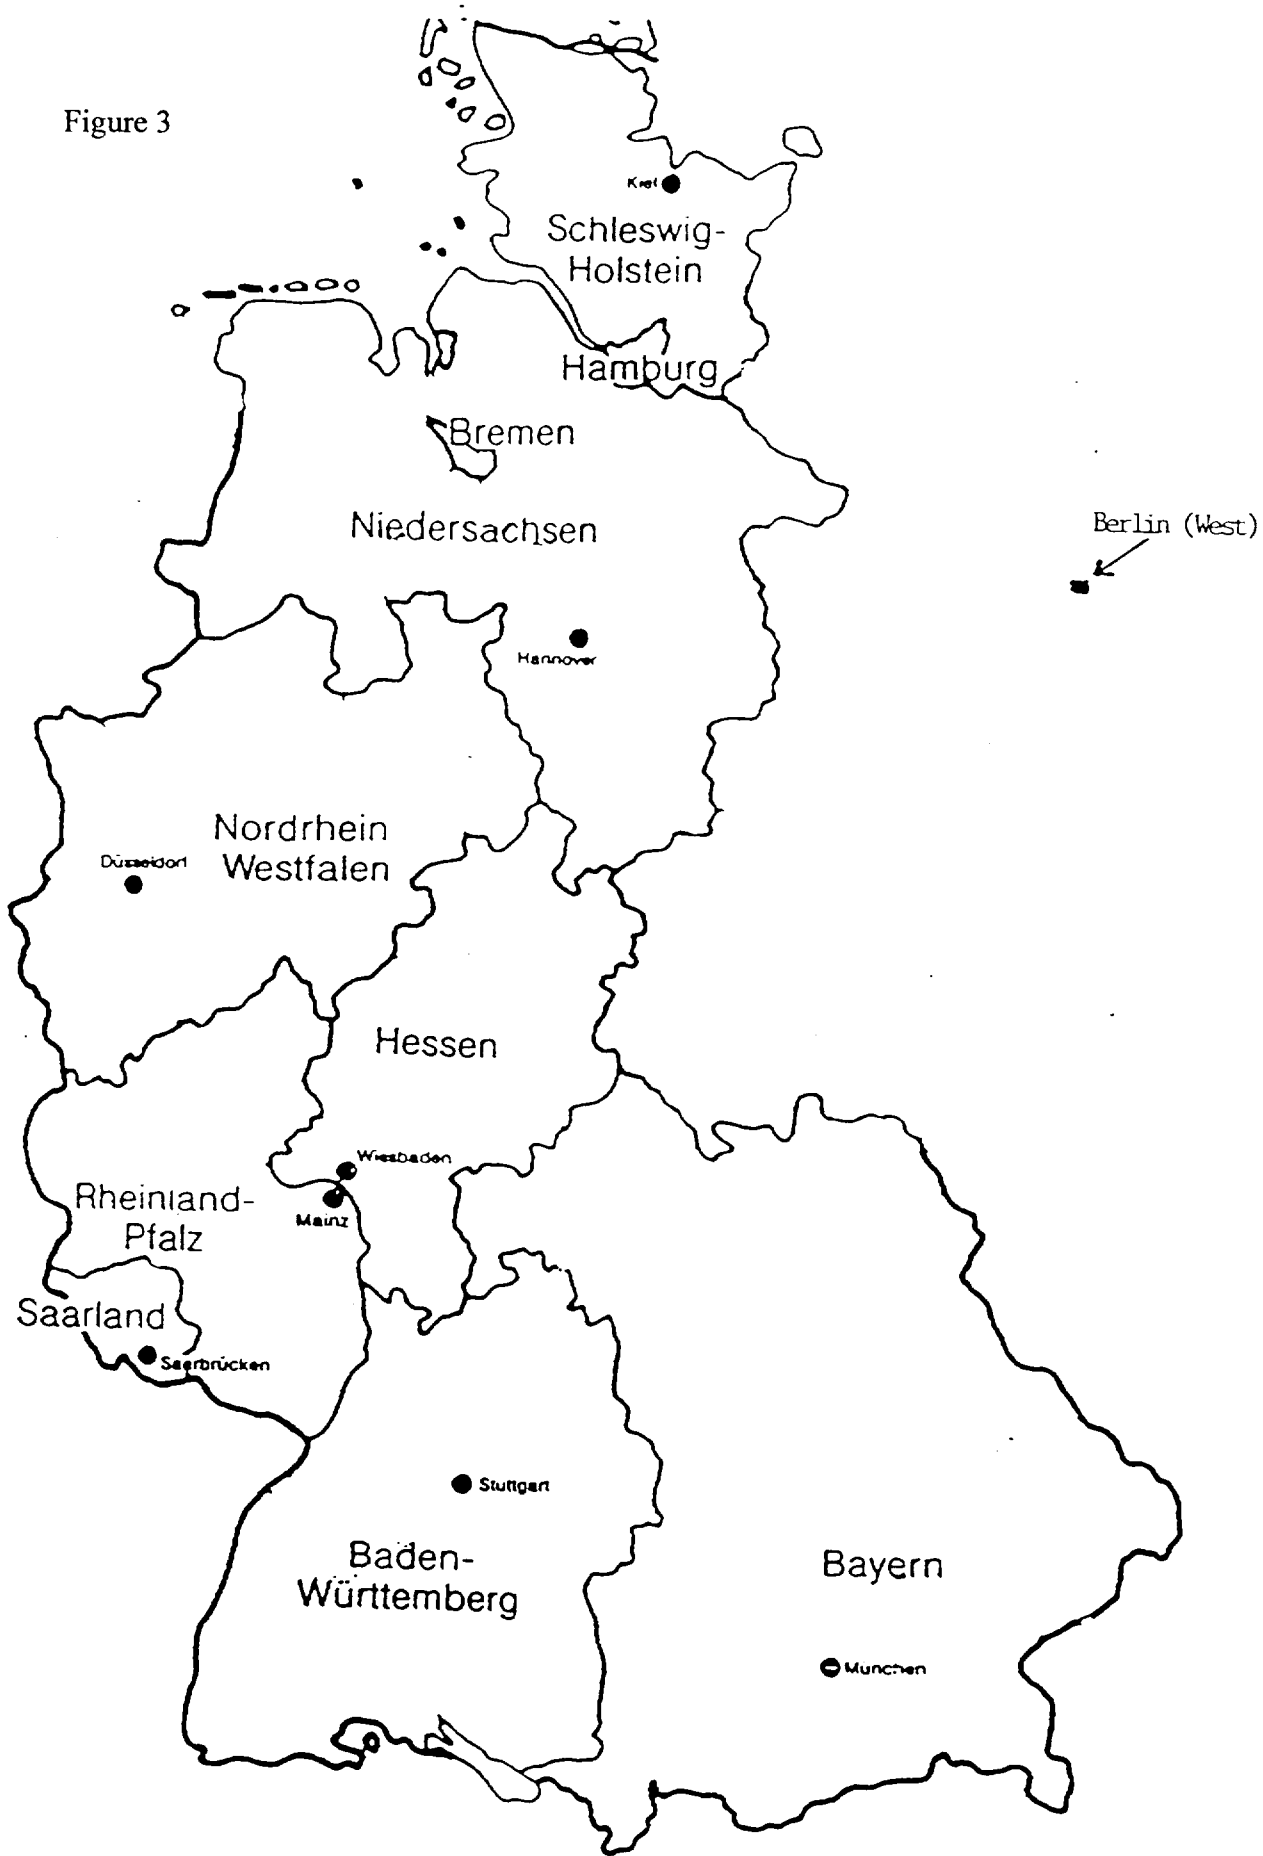 Figure 3
Kiel
Schleswig-
Holstein
Hamburg
Bremen
Niedersachsen
Berlin (West)
Hannover
Nordrhein
Westfalen
Düsseldorf
Hessen
Wiesbaden
Mainz
Rheinland-
Pfalz
Saarland
Saarbrücken
Stuttgart
Baden-
Württemberg
Bayern
München